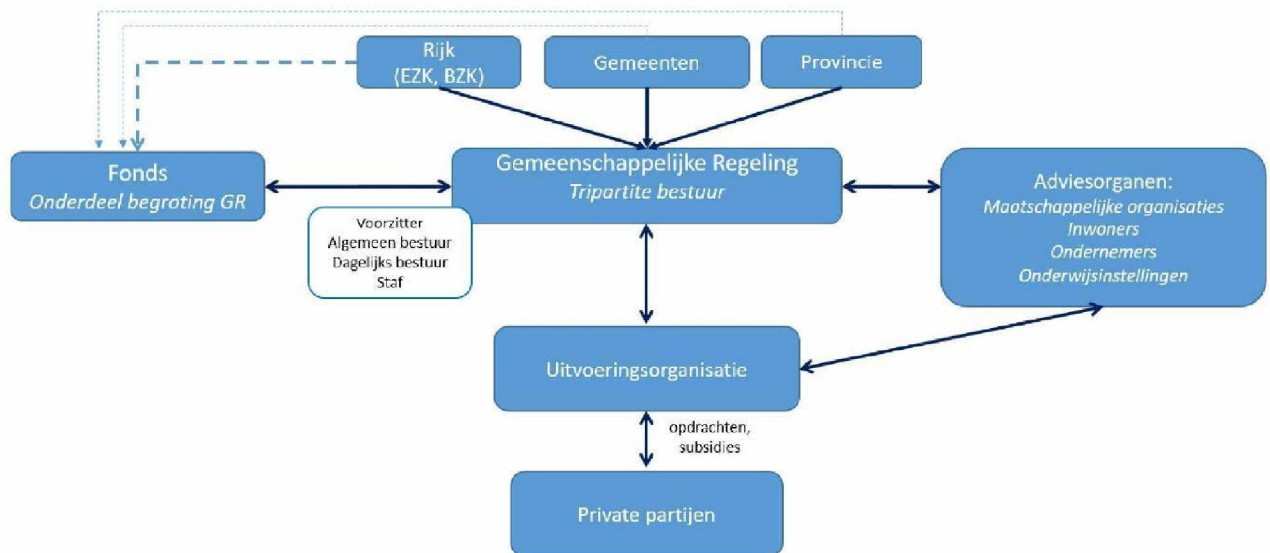 Rijk
(EZK, BZK)
Gemeenten
Provincie
Fonds
Onderdeel begroting GR
Gemeenschappelijke Regeling
Tripartite bestuur
Voorzitter
Algemeen bestuur
Dagelijks bestuur
Staf
Adviesorganen:
Maatschappelijke organisaties
Inwoners
Ondernemers
Onderwijsinstellingen
Uitvoeringsorganisatie
opdrachten,
subsidies
Private partijen